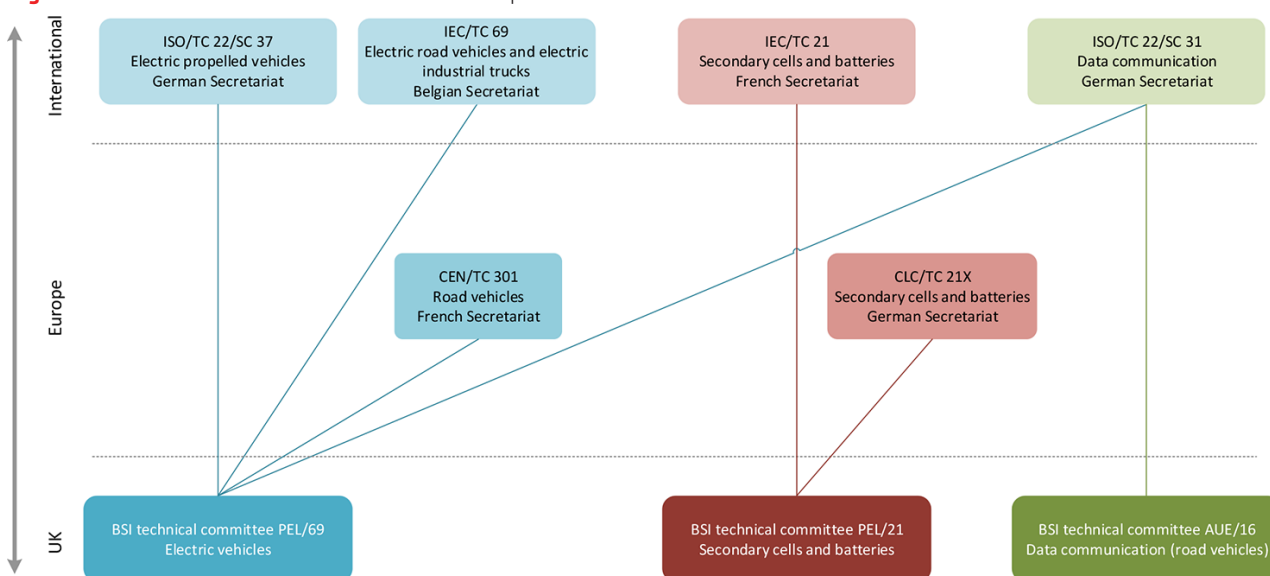 International
ISO/TC 22/SC 37
Electric propelled vehicles
German Secretariat
IEC/TC 69
Electric road vehicles and electric
industrial trucks
Belgian Secretariat
IEC/TC 21
Secondary cells and batteries
French Secretariat
ISO/TC 22/SC 31
Data communication
German Secretariat
Europe
CEN/TC 301
Road vehicles
French Secretariat
CLC/TC 21X
Secondary cells and batteries
German Secretariat
UK
BSI technical committee PEL/69
Electric vehicles
BSI technical committee PEL/21
Secondary cells and batteries
BSI technical committee AUE/16
Data communication (road vehicles)